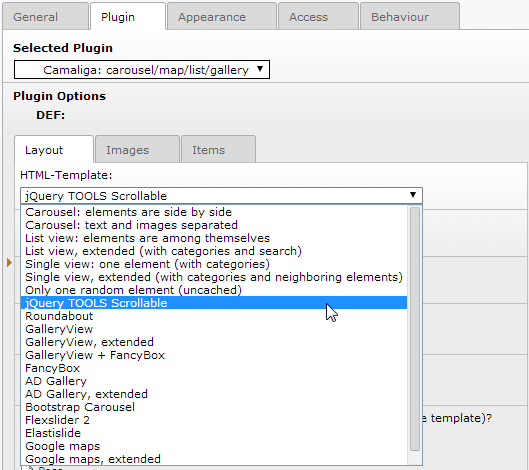 General Plugin Appearance Access Behaviour
Selected Plugin
Camaliga: carousel/map/list/gallery
Plugin Options
DEF:
Layout Images Items
HTML-Template:
jQuery TOOLS Scrollable
Carousel: elements are side by side
Carousel: text and images separated
List view: elements are among themselves
List view, extended (with categories and search)
Single view: one element (with categories)
Single view, extended (with categories and neighboring elements)
Only one random element (uncached)
jQuery TOOLS Scrollable
Roundabout
GalleryView
GalleryView, extended
GalleryView + FancyBox
FancyBox
AD Gallery
AD Gallery, extended
Bootstrap Carousel
Flexslider 2
e template)?
Elastislide
Google maps
Google maps, extended